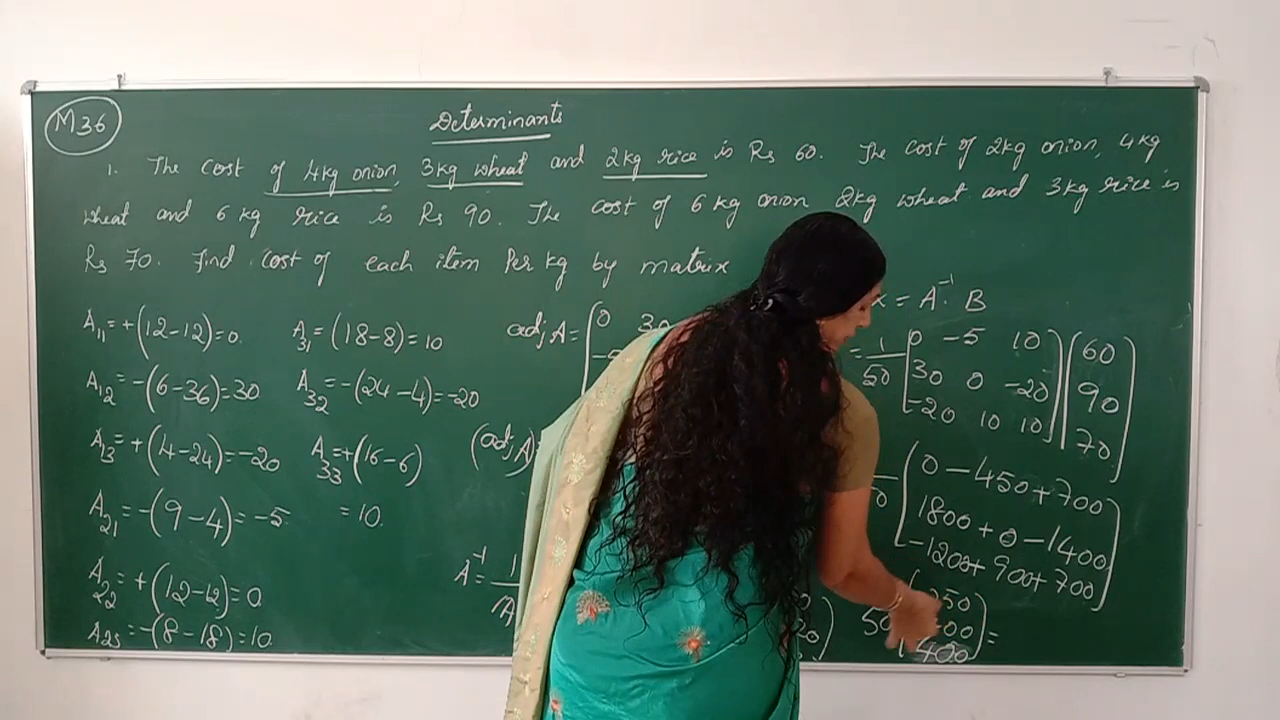 M36
Determinants
1. The cost of 4kg onion, 3kg wheat and 2kg rice is Rs 60. The cost of 2kg onion, 4kg
wheat and 6 kg rice is Rs 90. The cost of 6 kg onion 2kg wheat and 3kg rice is
Rs 70. Find cost of each item Per kg by matrix
A11 = +(12-12)=0.
A12 = -(6-36)=30
A13 = +(4-24)=-20
A21 = -(9-4)=-5
A22 = +(12-12)=0
A23 = -(8-18)=10
A31 = (18-8)=10
A32 = -(24-4)=-20
A33 = +(16-6)
= 10.
adj A = 0 30
(adj A)
A⁻¹ = 1
x = A⁻¹ B
= 1/50 [0 -5 10] [60]
[30 0 -20] [90]
[-20 10 10] [70]
[0 - 450 + 700]
[1800 + 0 - 1400]
[-1200 + 900 + 700]
50 [250]
[400] =